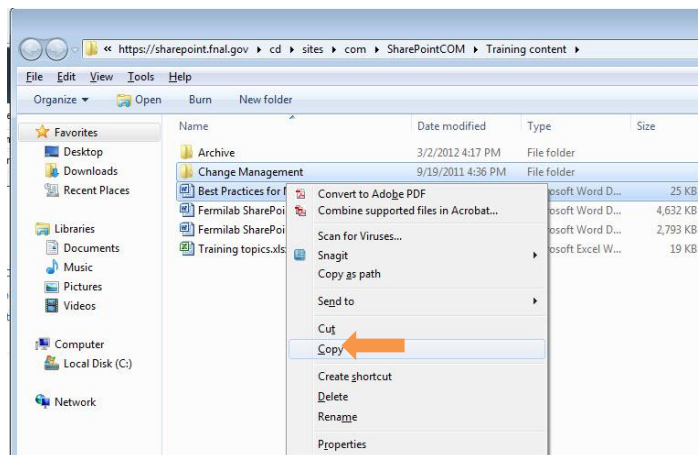 « https://sharepoint.fnal.gov ▸ cd ▸ sites ▸ com ▸ SharePointCOM ▸ Training content ▸
File Edit View Tools Help
Organize ▾ Open Burn New folder
Name Date modified Type Size
Favorites
Desktop
Downloads
Recent Places
Libraries
Documents
Music
Pictures
Videos
Computer
Local Disk (C:)
Network
Archive 3/2/2012 4:17 PM File folder
Change Management 9/19/2011 4:36 PM File folder
Best Practices for 25 KB
Fermilab SharePoi osoft Word D... 4,632 KB
Fermilab SharePoi osoft Word D... 2,793 KB
Training topics.xls osoft Excel W... 19 KB
Convert to Adobe PDF
Combine supported files in Acrobat...
Scan for Viruses...
Snagit
Copy as path
Send to
Cut
Copy
Create shortcut
Delete
Rename
Properties